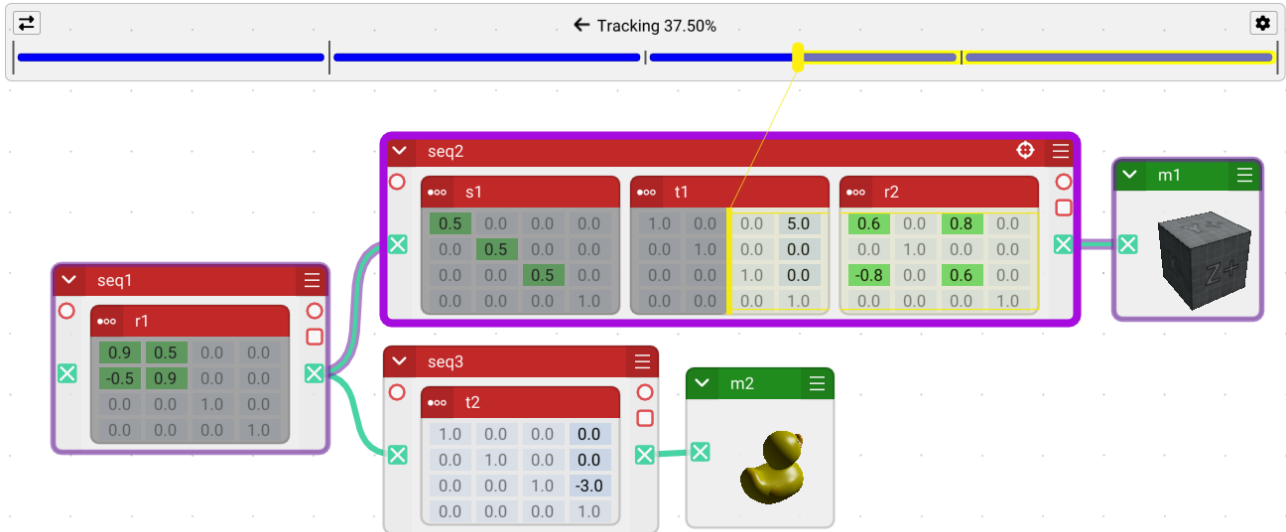 ← Tracking 37.50%
seq2
s1
0.5 0.0 0.0 0.0
0.0 0.5 0.0 0.0
0.0 0.0 0.5 0.0
0.0 0.0 0.0 1.0
t1
1.0 0.0 0.0 5.0
0.0 1.0 0.0 0.0
0.0 0.0 1.0 0.0
0.0 0.0 0.0 1.0
r2
0.6 0.0 0.8 0.0
0.0 1.0 0.0 0.0
-0.8 0.0 0.6 0.0
0.0 0.0 0.0 1.0
m1
Y+
Z+
seq1
r1
0.9 0.5 0.0 0.0
-0.5 0.9 0.0 0.0
0.0 0.0 1.0 0.0
0.0 0.0 0.0 1.0
seq3
t2
1.0 0.0 0.0 0.0
0.0 1.0 0.0 0.0
0.0 0.0 1.0 -3.0
0.0 0.0 0.0 1.0
m2